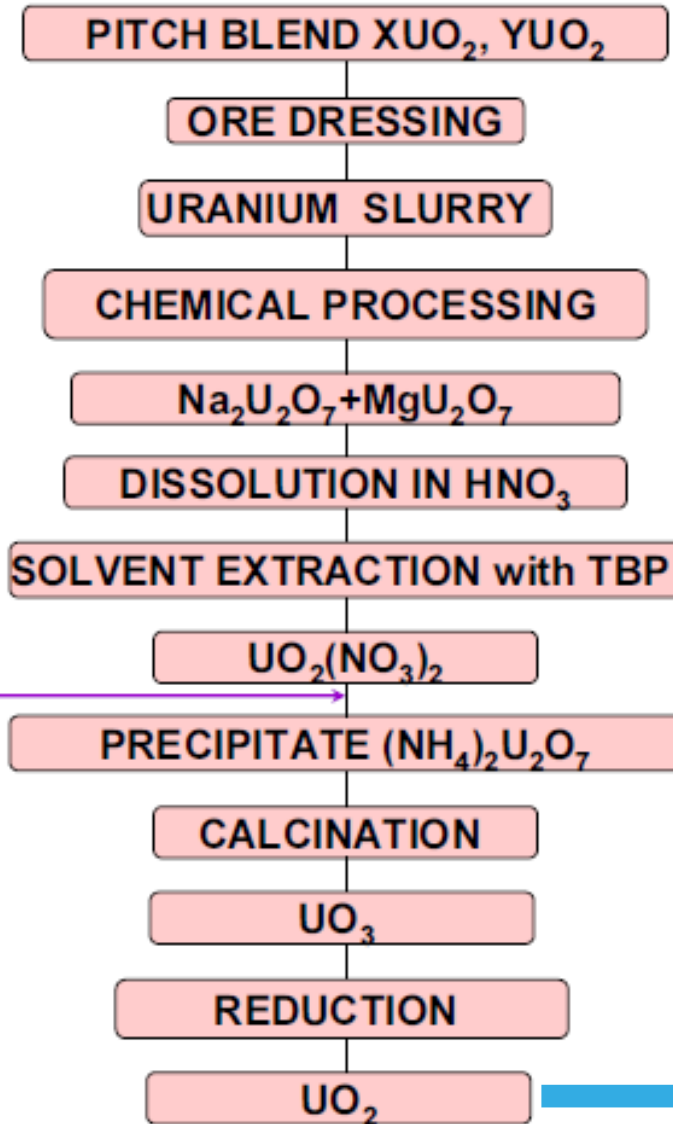 PITCH BLEND XUO₂, YUO₂
ORE DRESSING
URANIUM SLURRY
CHEMICAL PROCESSING
Na₂U₂O₇+MgU₂O₇
DISSOLUTION IN HNO₃
SOLVENT EXTRACTION with TBP
UO₂(NO₃)₂
PRECIPITATE (NH₄)₂U₂O₇
CALCINATION
UO₃
REDUCTION
UO₂